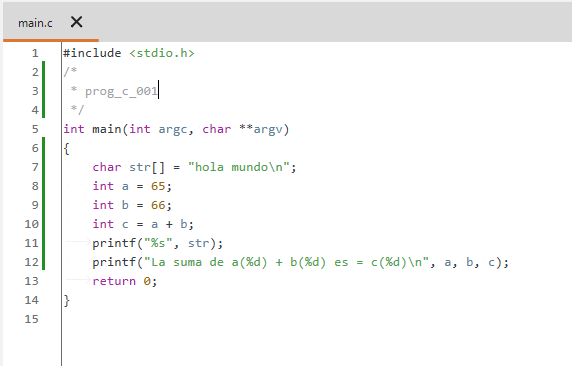 main.c ✕
1 #include <stdio.h>
2 /*
3  * prog_c_001
4  */
5 int main(int argc, char **argv)
6 {
7     char str[] = "hola mundo\n";
8     int a = 65;
9     int b = 66;
10     int c = a + b;
11     printf("%s", str);
12     printf("La suma de a(%d) + b(%d) es = c(%d)\n", a, b, c);
13     return 0;
14 }
15